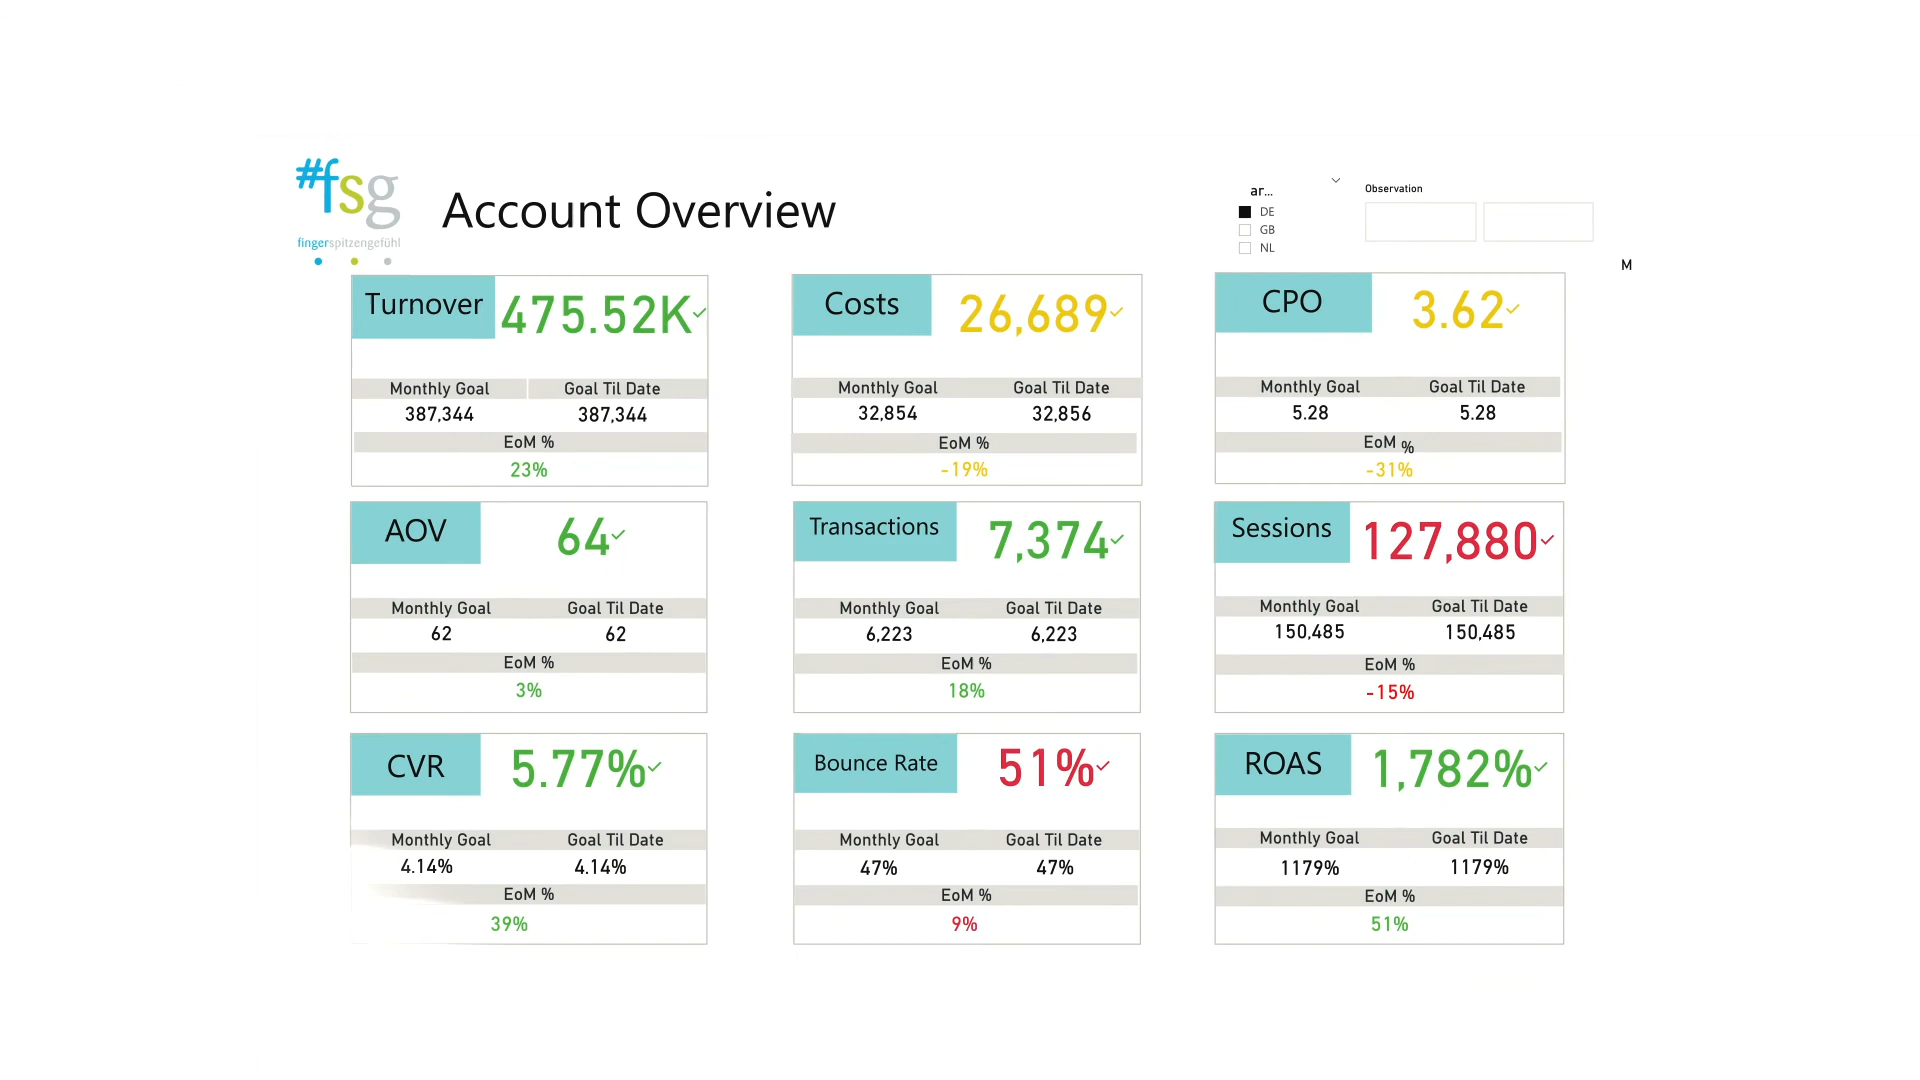 #fsg
fingerspitzengefühl
Account Overview
ar...
DE
GB
NL
Observation
M
Turnover 475.52K
Monthly Goal Goal Til Date
387,344 387,344
EoM %
23%
Costs 26,689
Monthly Goal Goal Til Date
32,854 32,856
EoM %
-19%
CPO 3.62
Monthly Goal Goal Til Date
5.28 5.28
EoM %
-31%
AOV 64
Monthly Goal Goal Til Date
62 62
EoM %
3%
Transactions 7,374
Monthly Goal Goal Til Date
6,223 6,223
EoM %
18%
Sessions 127,880
Monthly Goal Goal Til Date
150,485 150,485
EoM %
-15%
CVR 5.77%
Monthly Goal Goal Til Date
4.14% 4.14%
EoM %
39%
Bounce Rate 51%
Monthly Goal Goal Til Date
47% 47%
EoM %
9%
ROAS 1,782%
Monthly Goal Goal Til Date
1179% 1179%
EoM %
51%